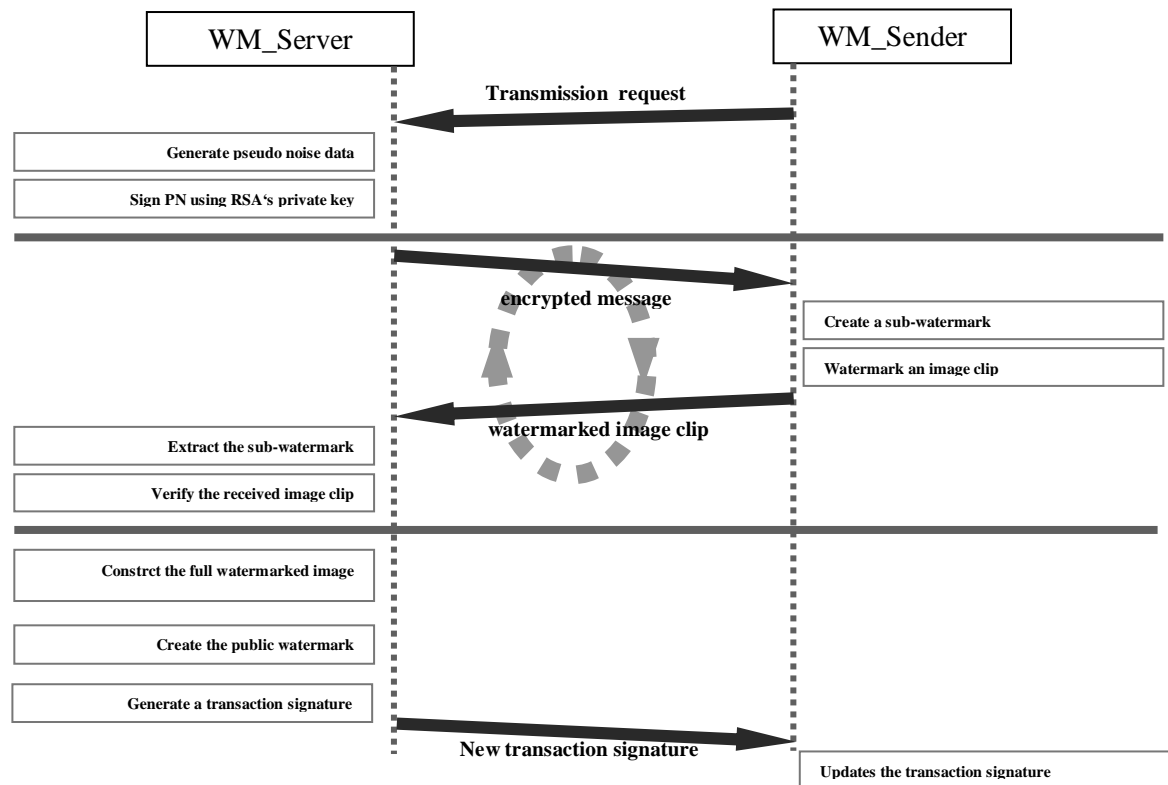 WM_Server
WM_Sender
Transmission request
Generate pseudo noise data
Sign PN using RSA‘s private key
encrypted message
Create a sub-watermark
Watermark an image clip
watermarked image clip
Extract the sub-watermark
Verify the received image clip
Constrct the full watermarked image
Create the public watermark
Generate a transaction signature
New transaction signature
Updates the transaction signature